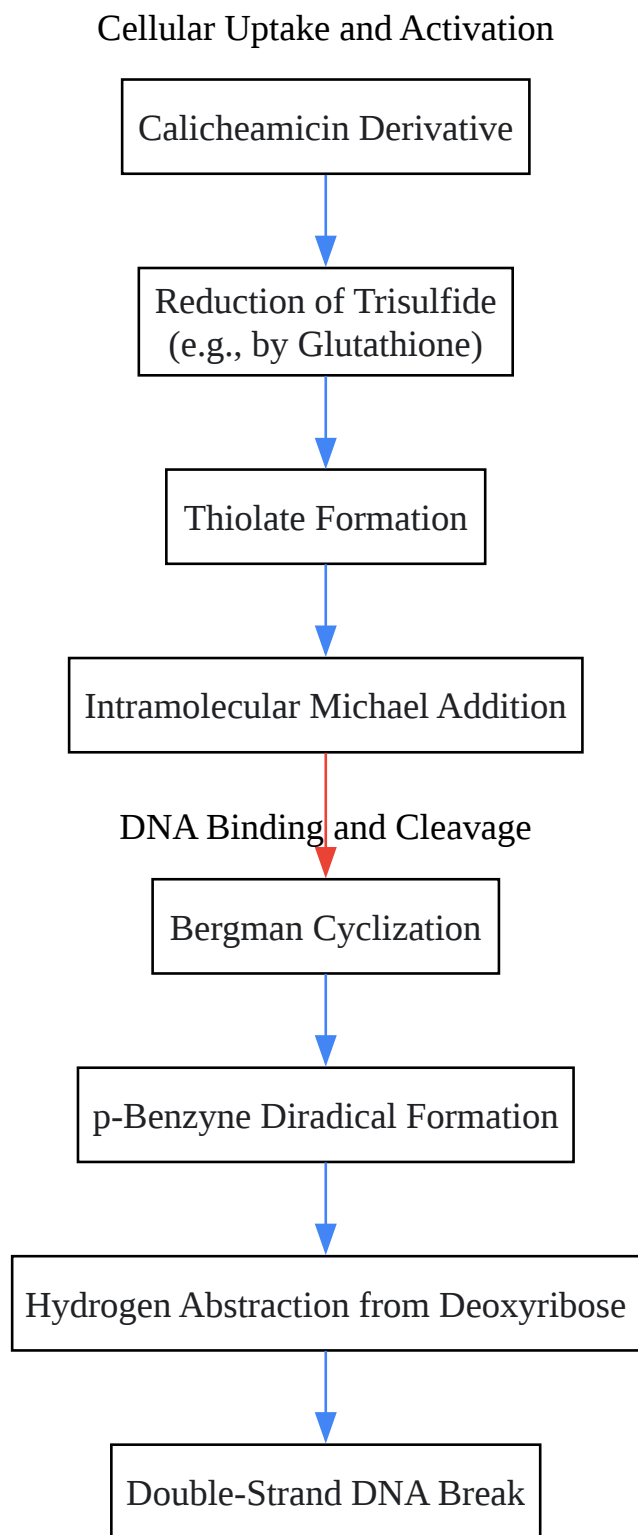 Cellular Uptake and Activation
Calicheamicin Derivative
Reduction of Trisulfide
(e.g., by Glutathione)
Thiolate Formation
Intramolecular Michael Addition
DNA Binding and Cleavage
Bergman Cyclization
p-Benzyne Diradical Formation
Hydrogen Abstraction from Deoxyribose
Double-Strand DNA Break